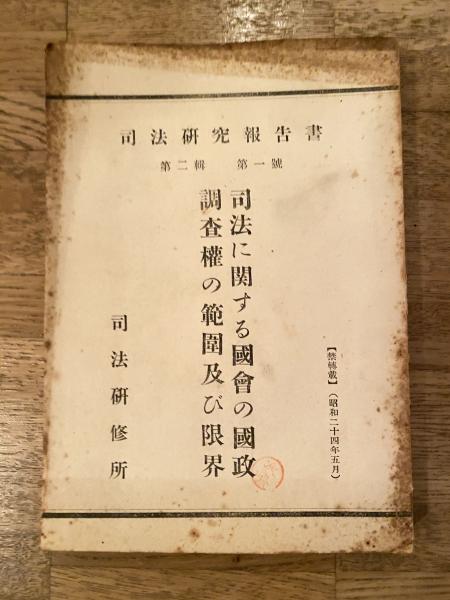 司法研究報告書
第二輯 第一號
司法に関する國會の國政
調査權の範圍及び限界
【禁轉載】(昭和二十四年五月)
司法研修所